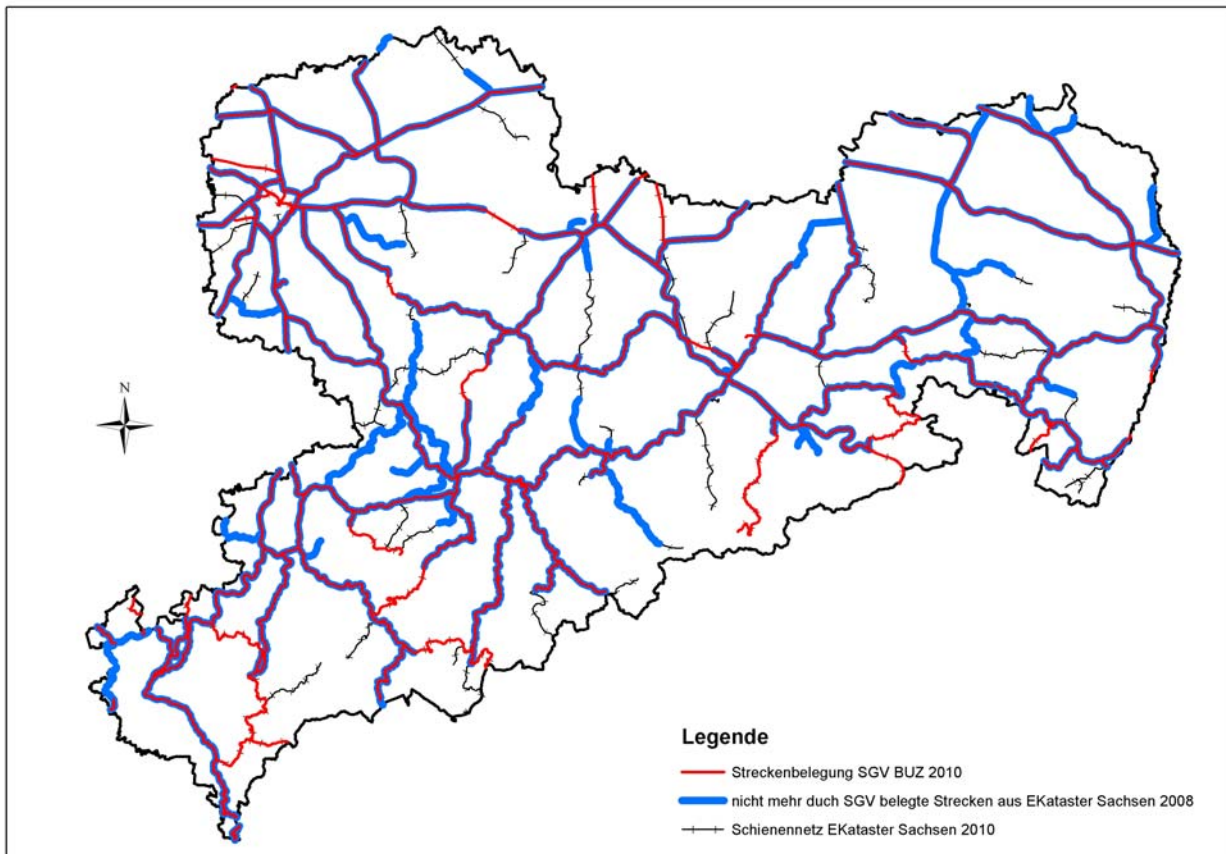 N
Legende
Streckenbelegung SGV BUZ 2010
nicht mehr duch SGV belegte Strecken aus EKataster Sachsen 2008
Schienennetz EKataster Sachsen 2010